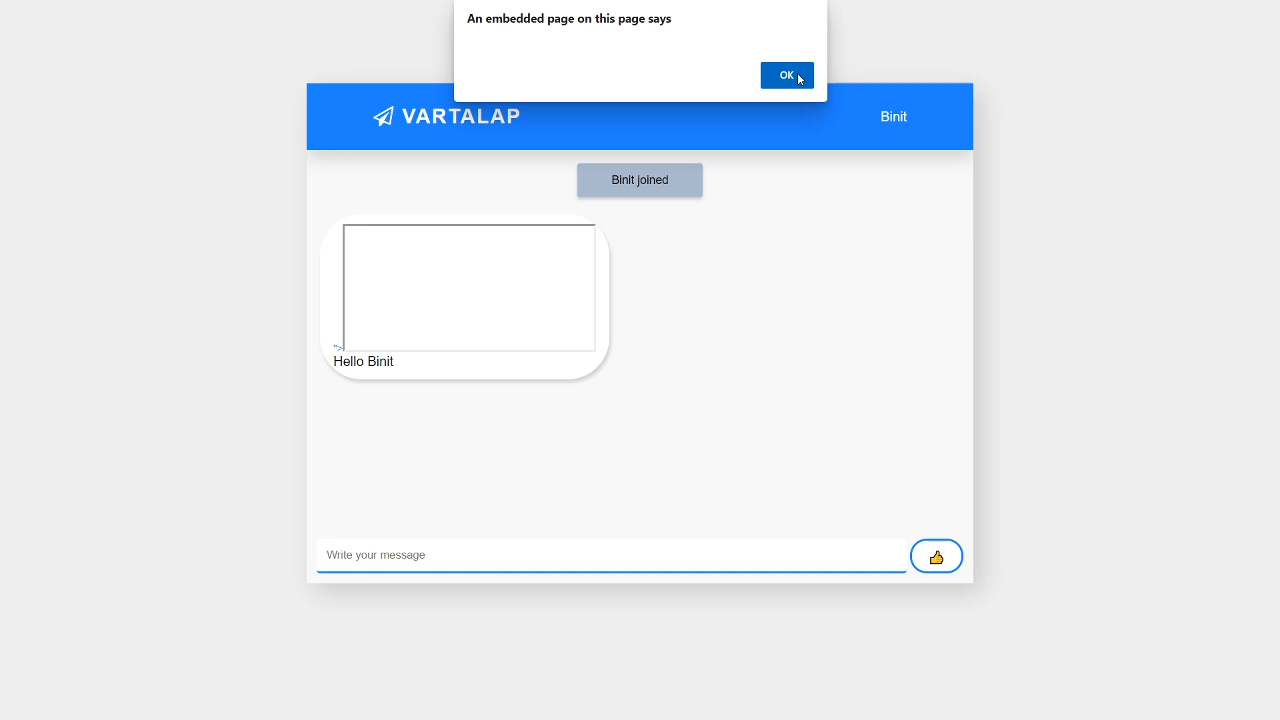 An embedded page on this page says
OK
VARTALAP
Binit
Binit joined
">
Hello Binit
Write your message